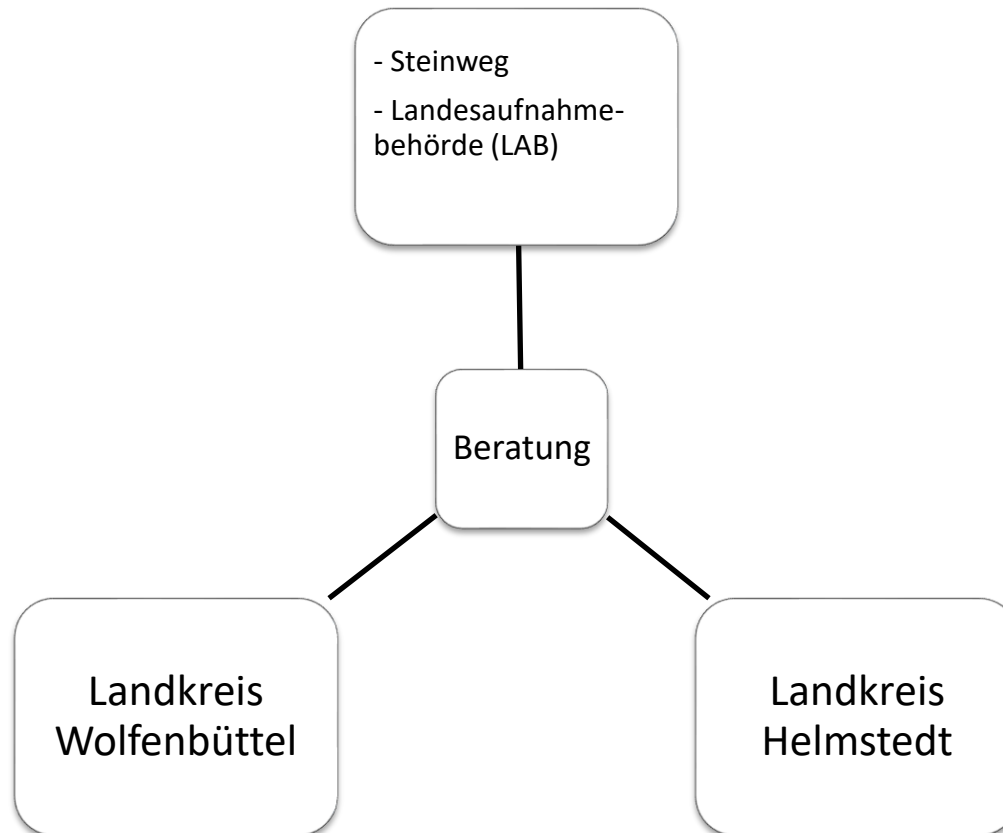 - Steinweg
- Landesaufnahme-
behörde (LAB)
Beratung
Landkreis
Wolfenbüttel
Landkreis
Helmstedt